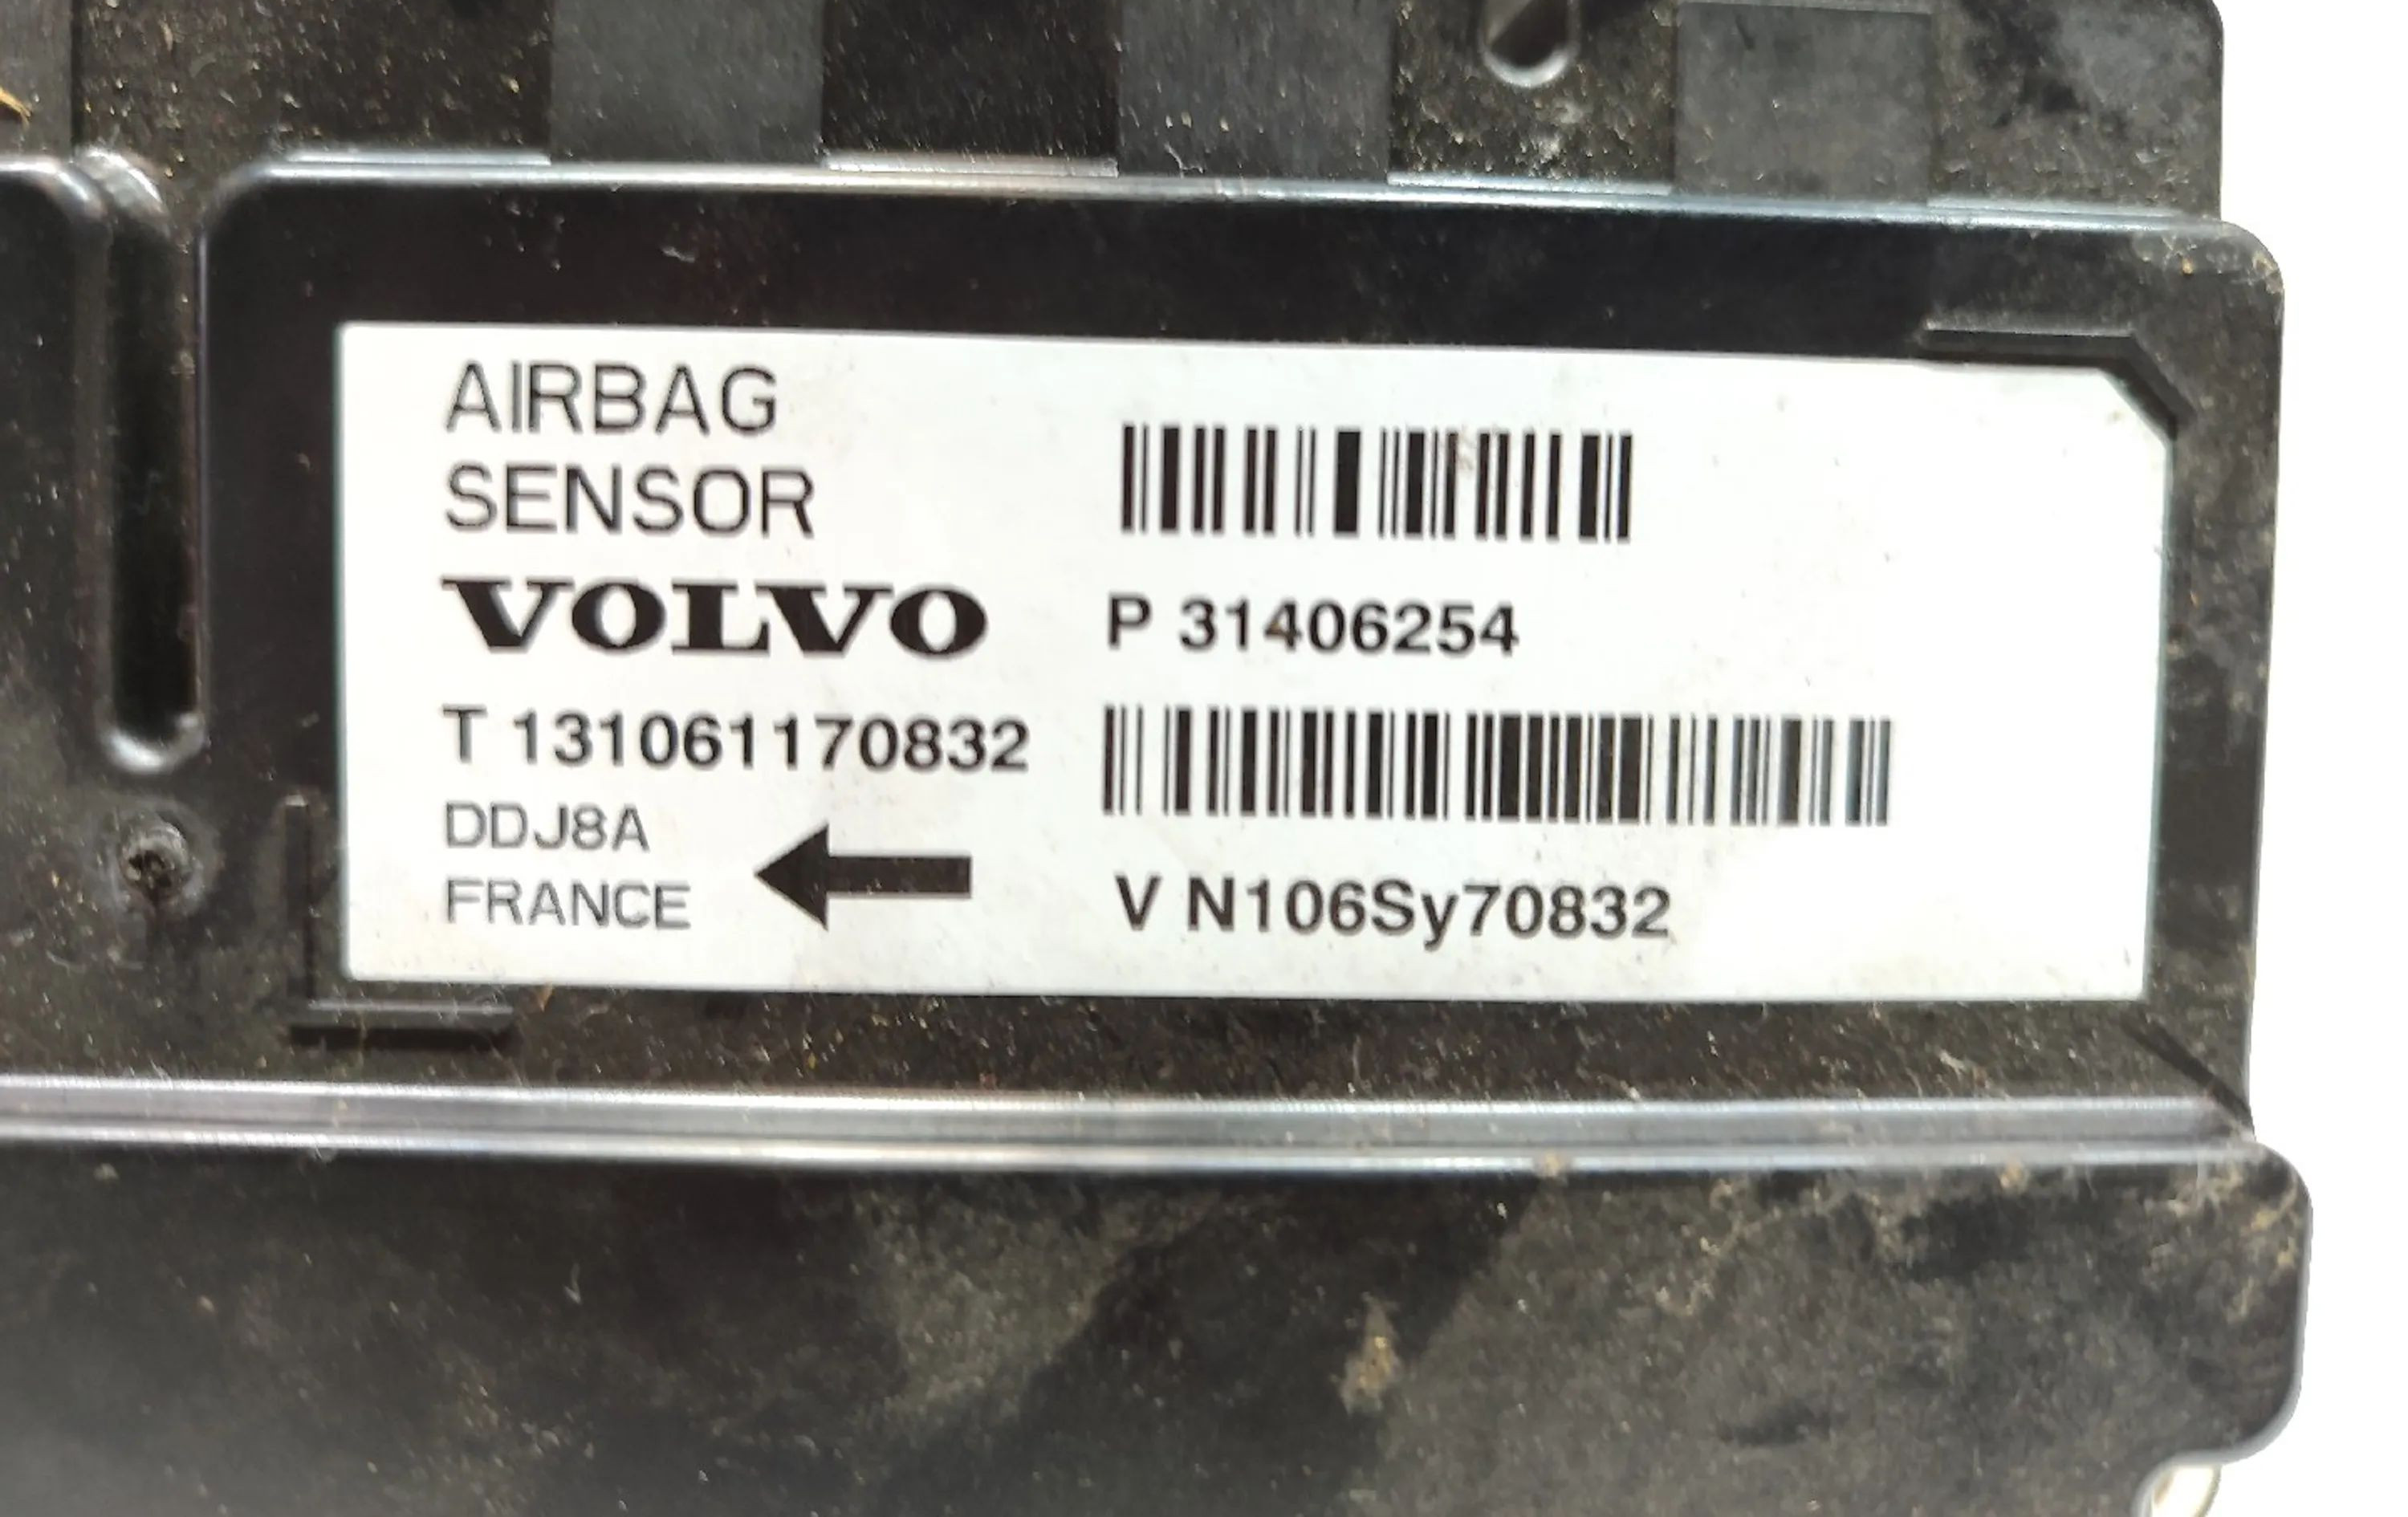 AIRBAG
SENSOR
VOLVO
P 31406254
T 131061170832
DDJ8A
FRANCE
V N106Sy70832